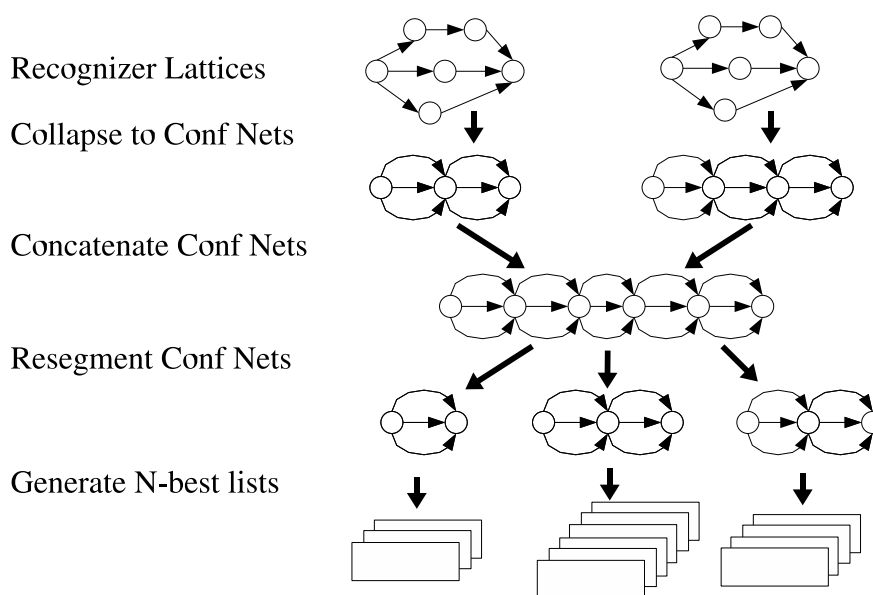 Recognizer Lattices
Collapse to Conf Nets
Concatenate Conf Nets
Resegment Conf Nets
Generate N-best lists